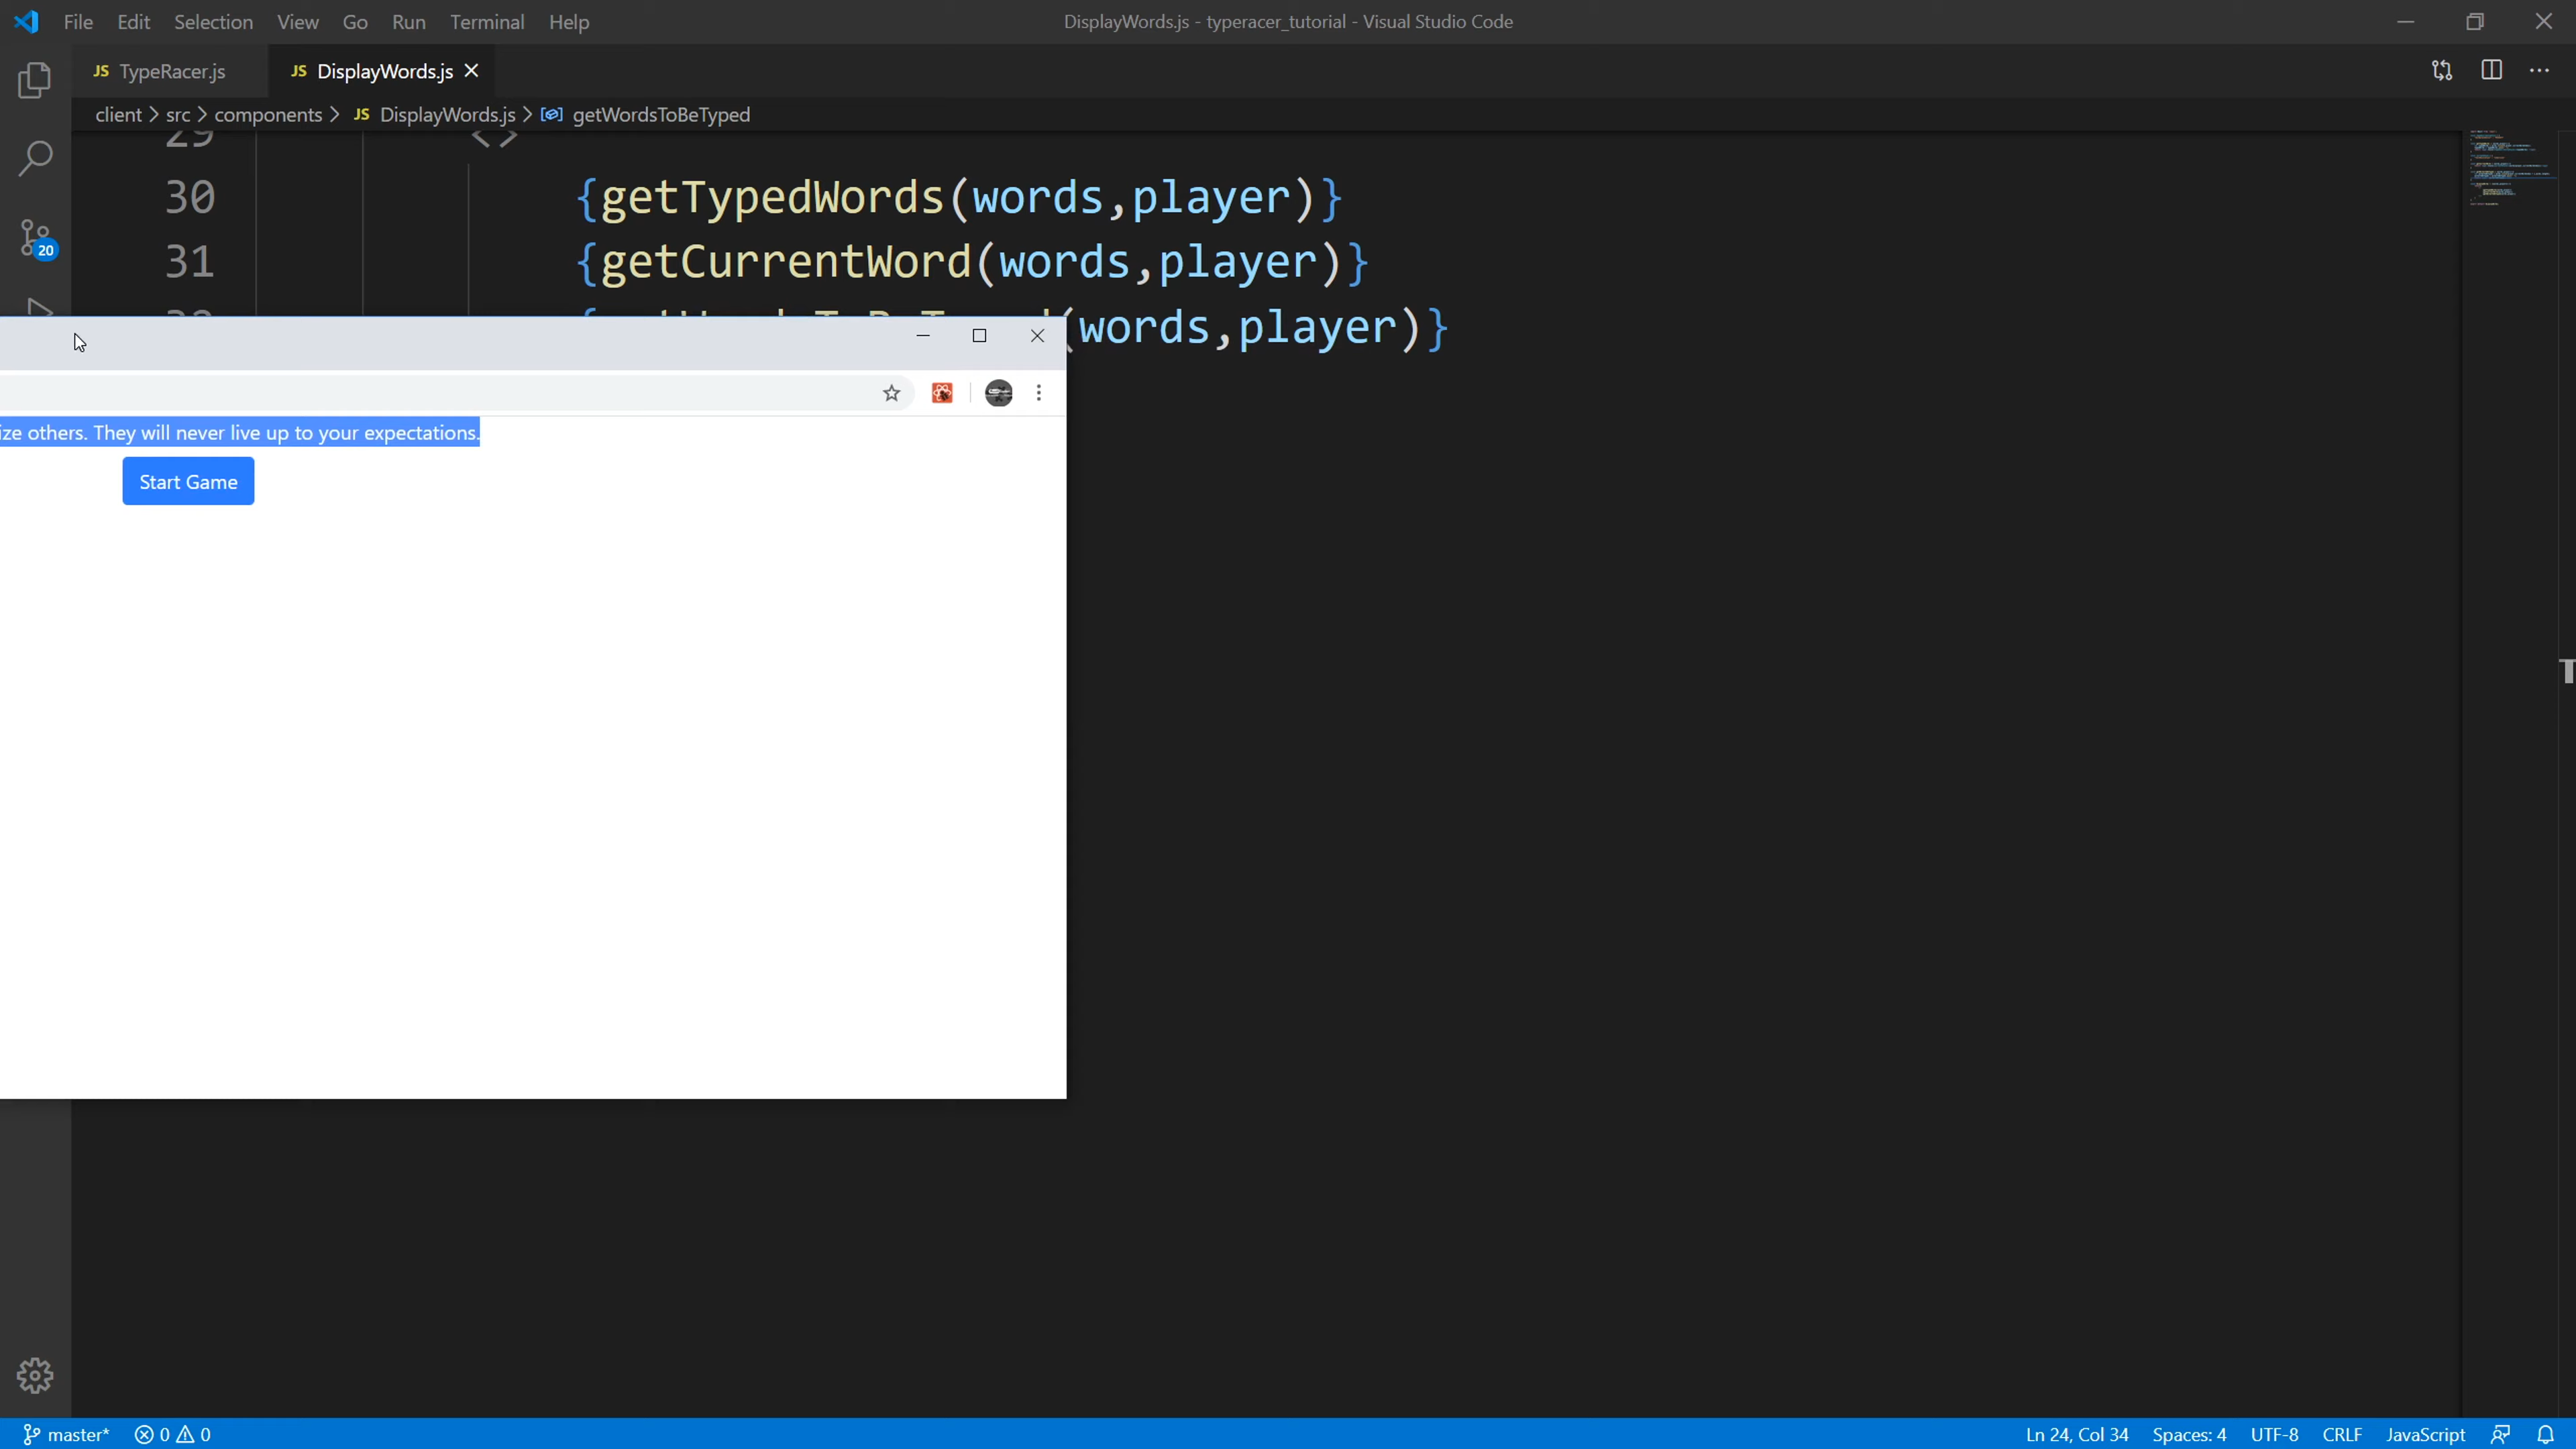 File Edit Selection View Go Run Terminal Help
DisplayWords.js - typeracer_tutorial - Visual Studio Code
JS TypeRacer.js JS DisplayWords.js
client > src > components > JS DisplayWords.js > getWordsToBeTyped
29 <>
30 {getTypedWords(words,player)}
31 {getCurrentWord(words,player)}
(words,player)}
20
others. They will never live up to your expectations.
Start Game
master* 0 0 Ln 24, Col 34 Spaces: 4 UTF-8 CRLF JavaScript